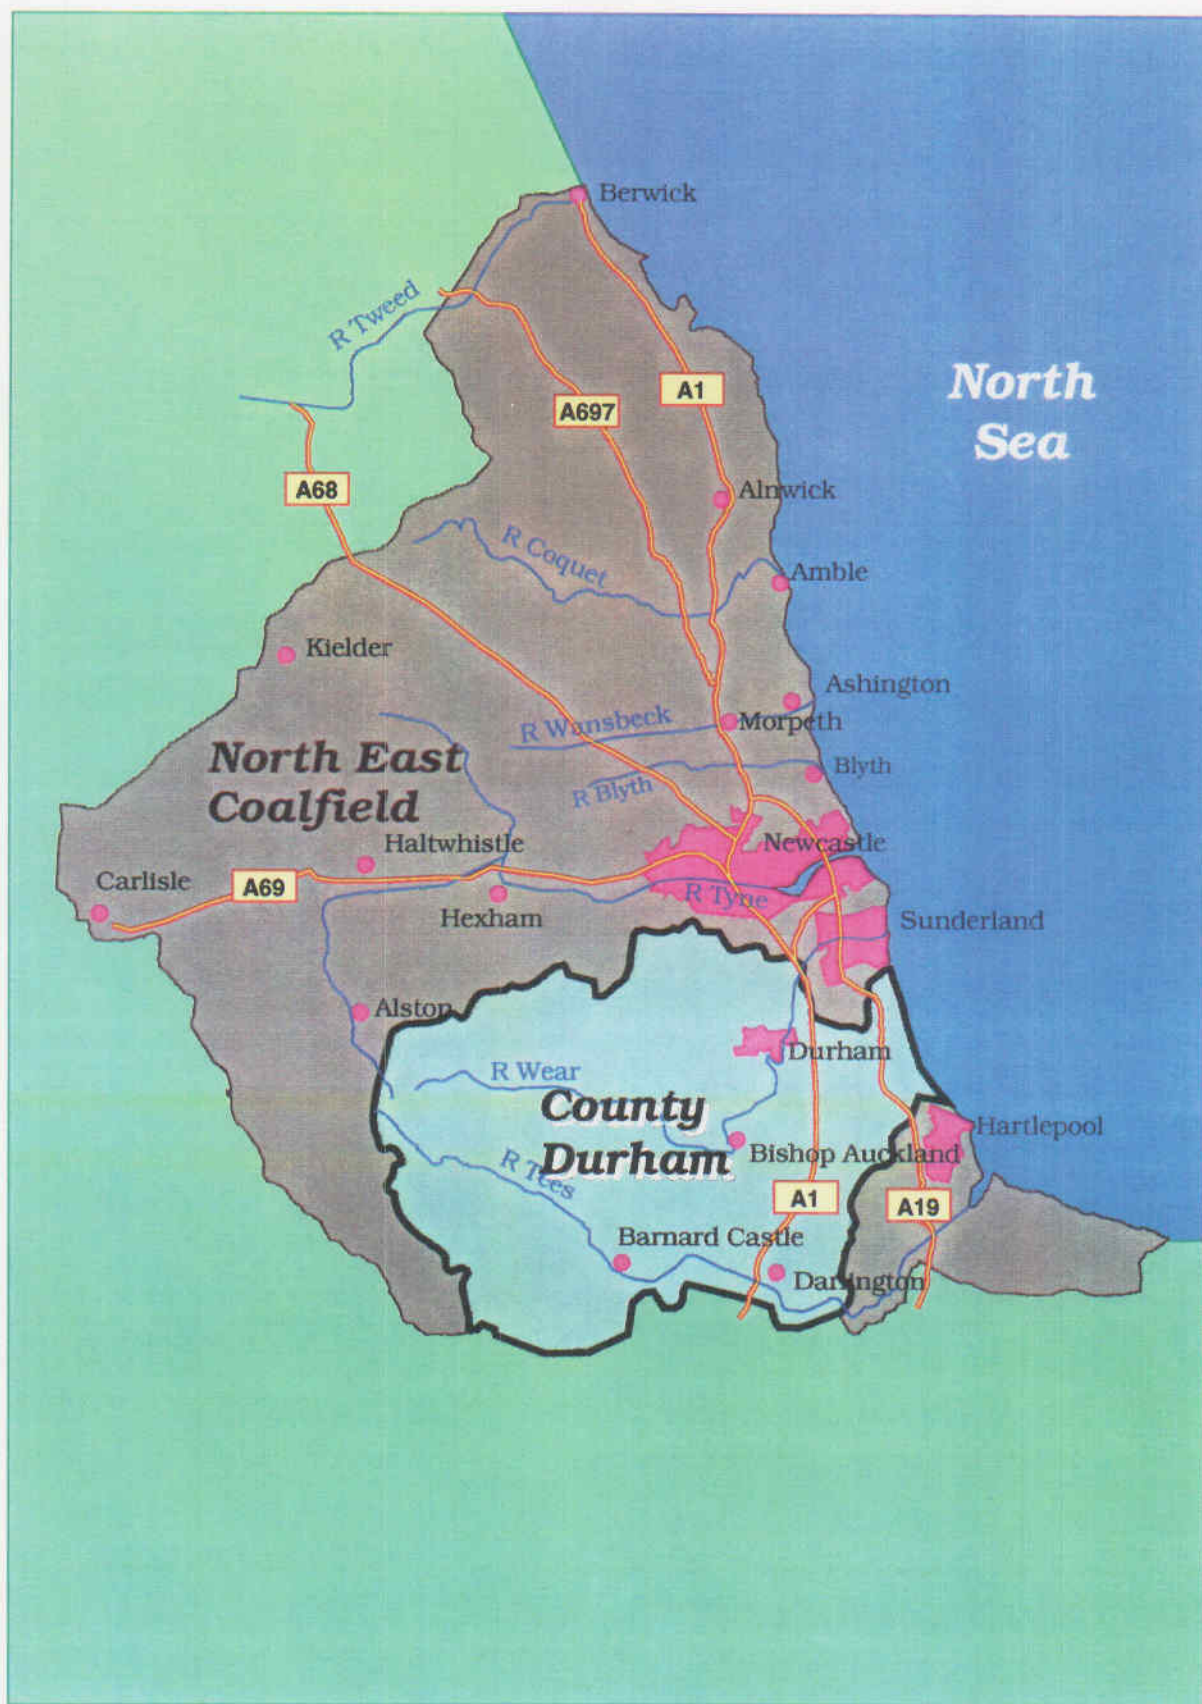 Berwick
R Tweed
North
Sea
A1
A697
A68
Alnwick
R Coquet
Amble
Kielder
Ashington
R Wansbeck
Morpeth
North East
Coalfield
Blyth
R Blyth
Haltwhistle
Newcastle
Carlisle
A69
R Tyne
Hexham
Sunderland
Alston
Durham
R Wear
County
Durham
Hartlepool
Bishop Auckland
R Tees
A1
A19
Barnard Castle
Darlington